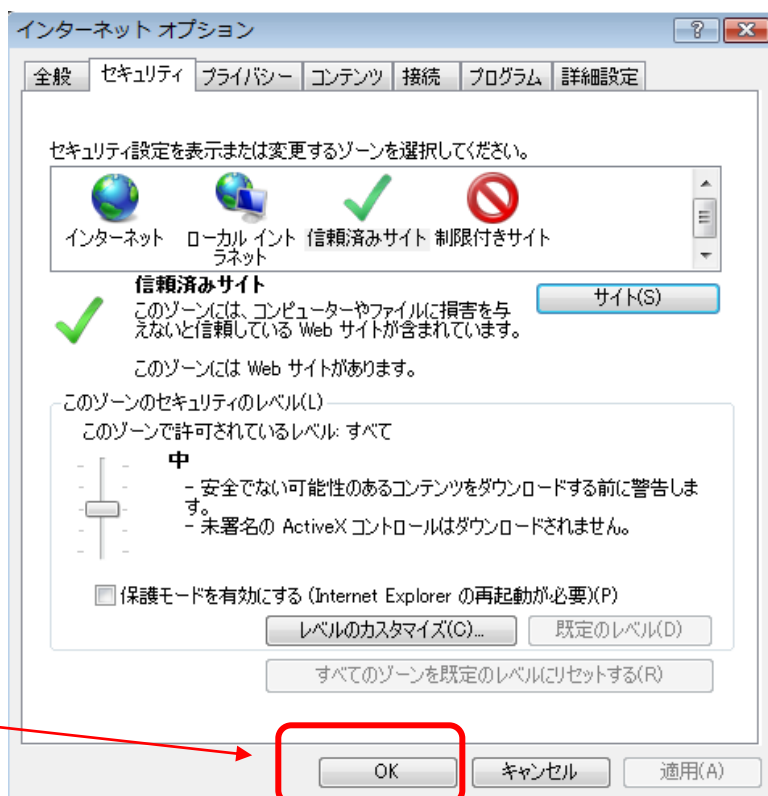 インターネット オプション
全般 セキュリティ プライバシー コンテンツ 接続 プログラム 詳細設定
セキュリティ設定を表示または変更するゾーンを選択してください。
インターネット ローカル イント 信頼済みサイト 制限付きサイト
ラネット
信頼済みサイト
サイト(S)
このゾーンには、コンピューターやファイルに損害を与
えないと信頼している Web サイトが含まれています。
このゾーンには Web サイトがあります。
このゾーンのセキュリティのレベル(L)
このゾーンで許可されているレベル: すべて
中
- 安全でない可能性のあるコンテンツをダウンロードする前に警告しま
す。
- 未署名の ActiveX コントロールはダウンロードされません。
保護モードを有効にする (Internet Explorer の再起動が必要)(P)
レベルのカスタマイズ(C)... 既定のレベル(D)
すべてのゾーンを既定のレベルにリセットする(R)
OK キャンセル 適用(A)